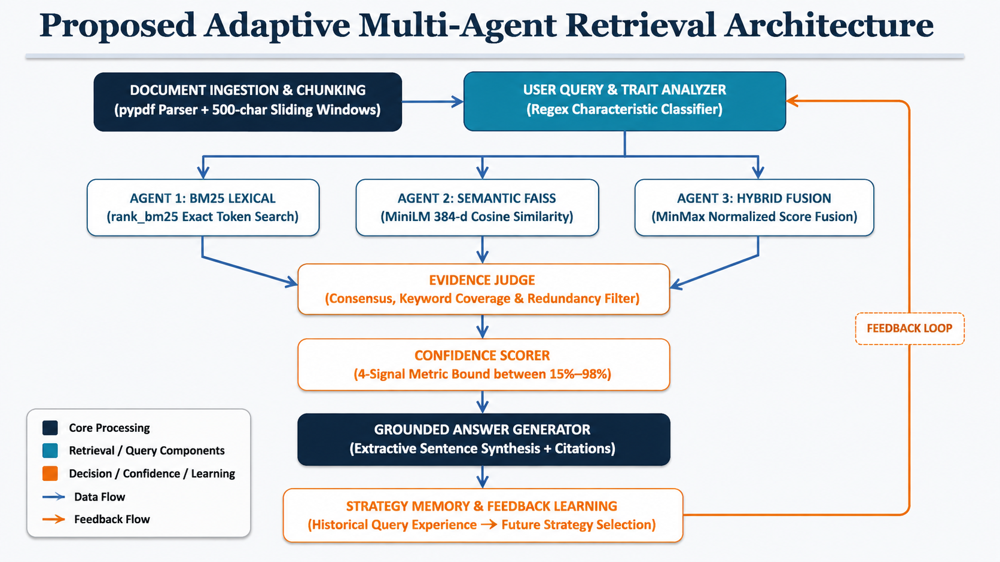 Proposed Adaptive Multi-Agent Retrieval Architecture
DOCUMENT INGESTION & CHUNKING
(pypdf Parser + 500-char Sliding Windows)
USER QUERY & TRAIT ANALYZER
(Regex Characteristic Classifier)
AGENT 1: BM25 LEXICAL
(rank_bm25 Exact Token Search)
AGENT 2: SEMANTIC FAISS
(MiniLM 384-d Cosine Similarity)
AGENT 3: HYBRID FUSION
(MinMax Normalized Score Fusion)
EVIDENCE JUDGE
(Consensus, Keyword Coverage & Redundancy Filter)
FEEDBACK LOOP
CONFIDENCE SCORER
(4-Signal Metric Bound between 15%–98%)
GROUNDED ANSWER GENERATOR
(Extractive Sentence Synthesis + Citations)
STRATEGY MEMORY & FEEDBACK LEARNING
(Historical Query Experience → Future Strategy Selection)
Core Processing
Retrieval / Query Components
Decision / Confidence / Learning
Data Flow
Feedback Flow